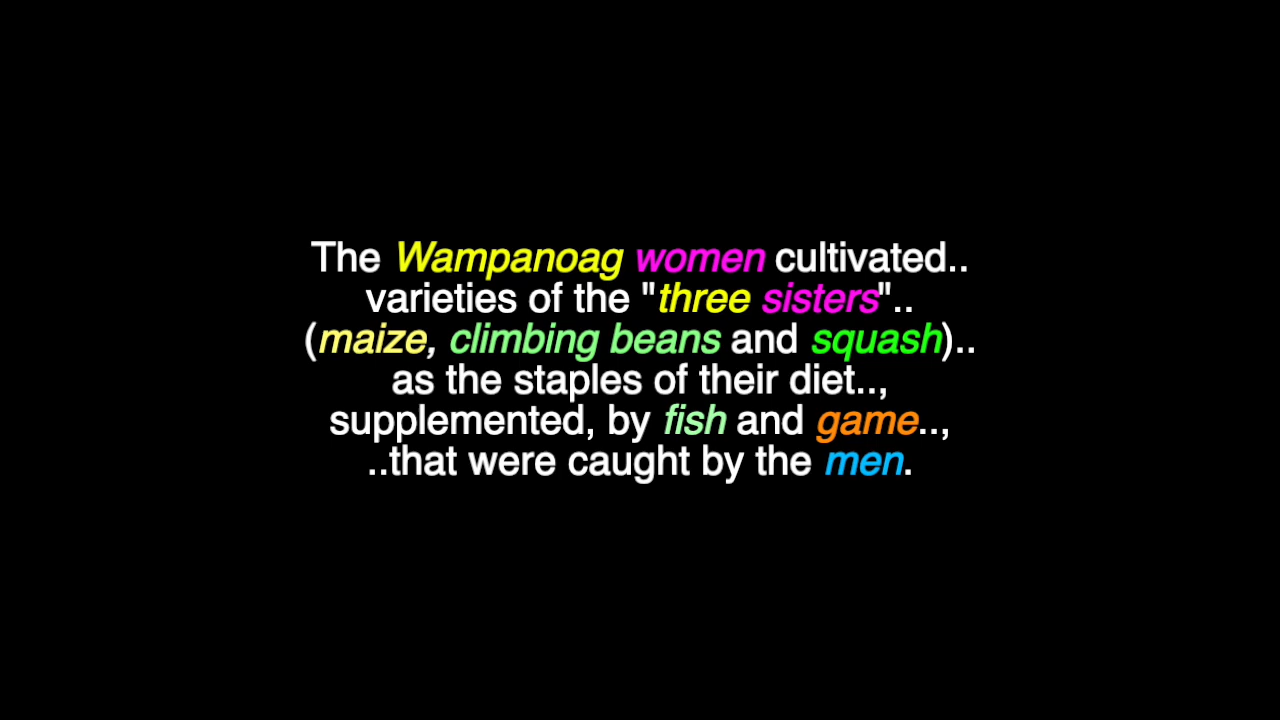 The Wampanoag women cultivated..
varieties of the "three sisters"..
(maize, climbing beans and squash)..
as the staples of their diet..,
supplemented, by fish and game..,
..that were caught by the men.